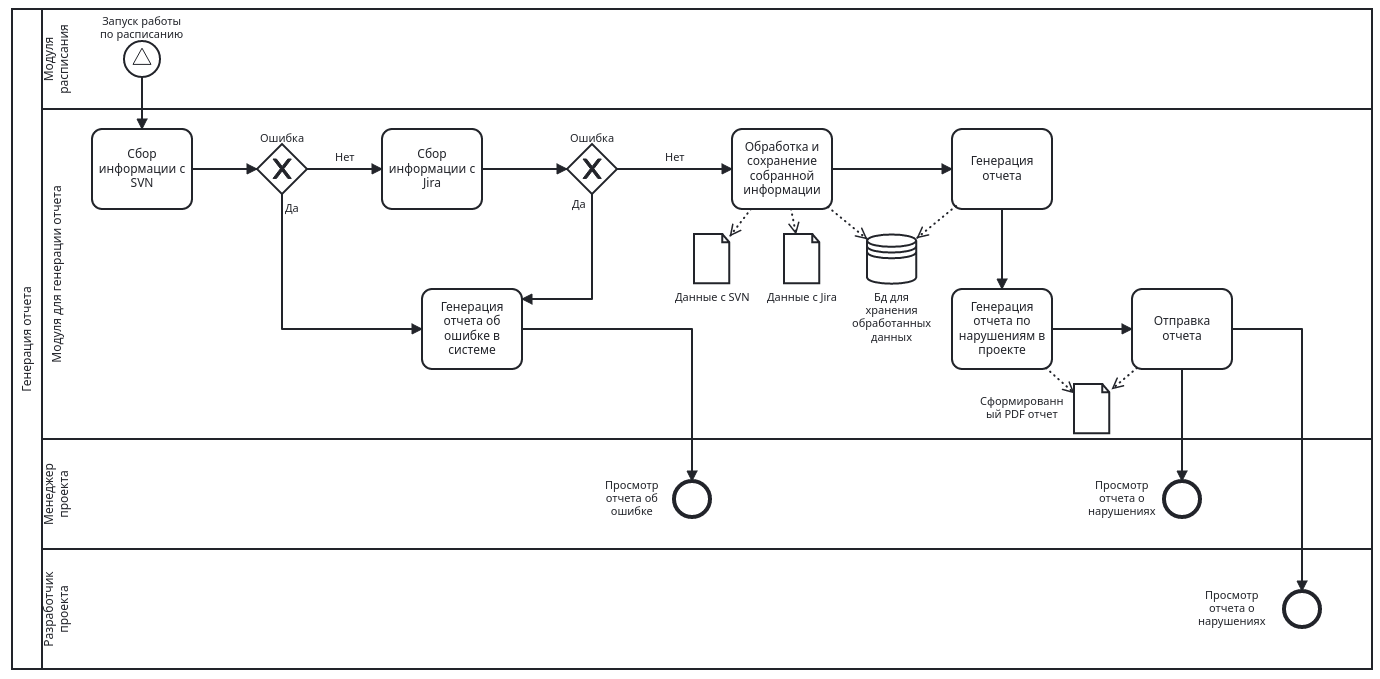 Генерация отчета
Модуля
расписания
Запуск работы
по расписанию
Модуля для генерации отчета
Сбор
информации с
SVN
Ошибка
Нет
Да
Сбор
информации с
Jira
Ошибка
Нет
Да
Обработка и
сохранение
собранной
информации
Генерация
отчета
Данные с SVN
Данные с Jira
Бд для
хранения
обработанных
данных
Генерация
отчета об
ошибке в
системе
Генерация
отчета по
нарушениям в
проекте
Отправка
отчета
Сформированн
ый PDF отчет
Менеджер
проекта
Просмотр
отчета об
ошибке
Просмотр
отчета о
нарушениях
Разработчик
проекта
Просмотр
отчета о
нарушениях